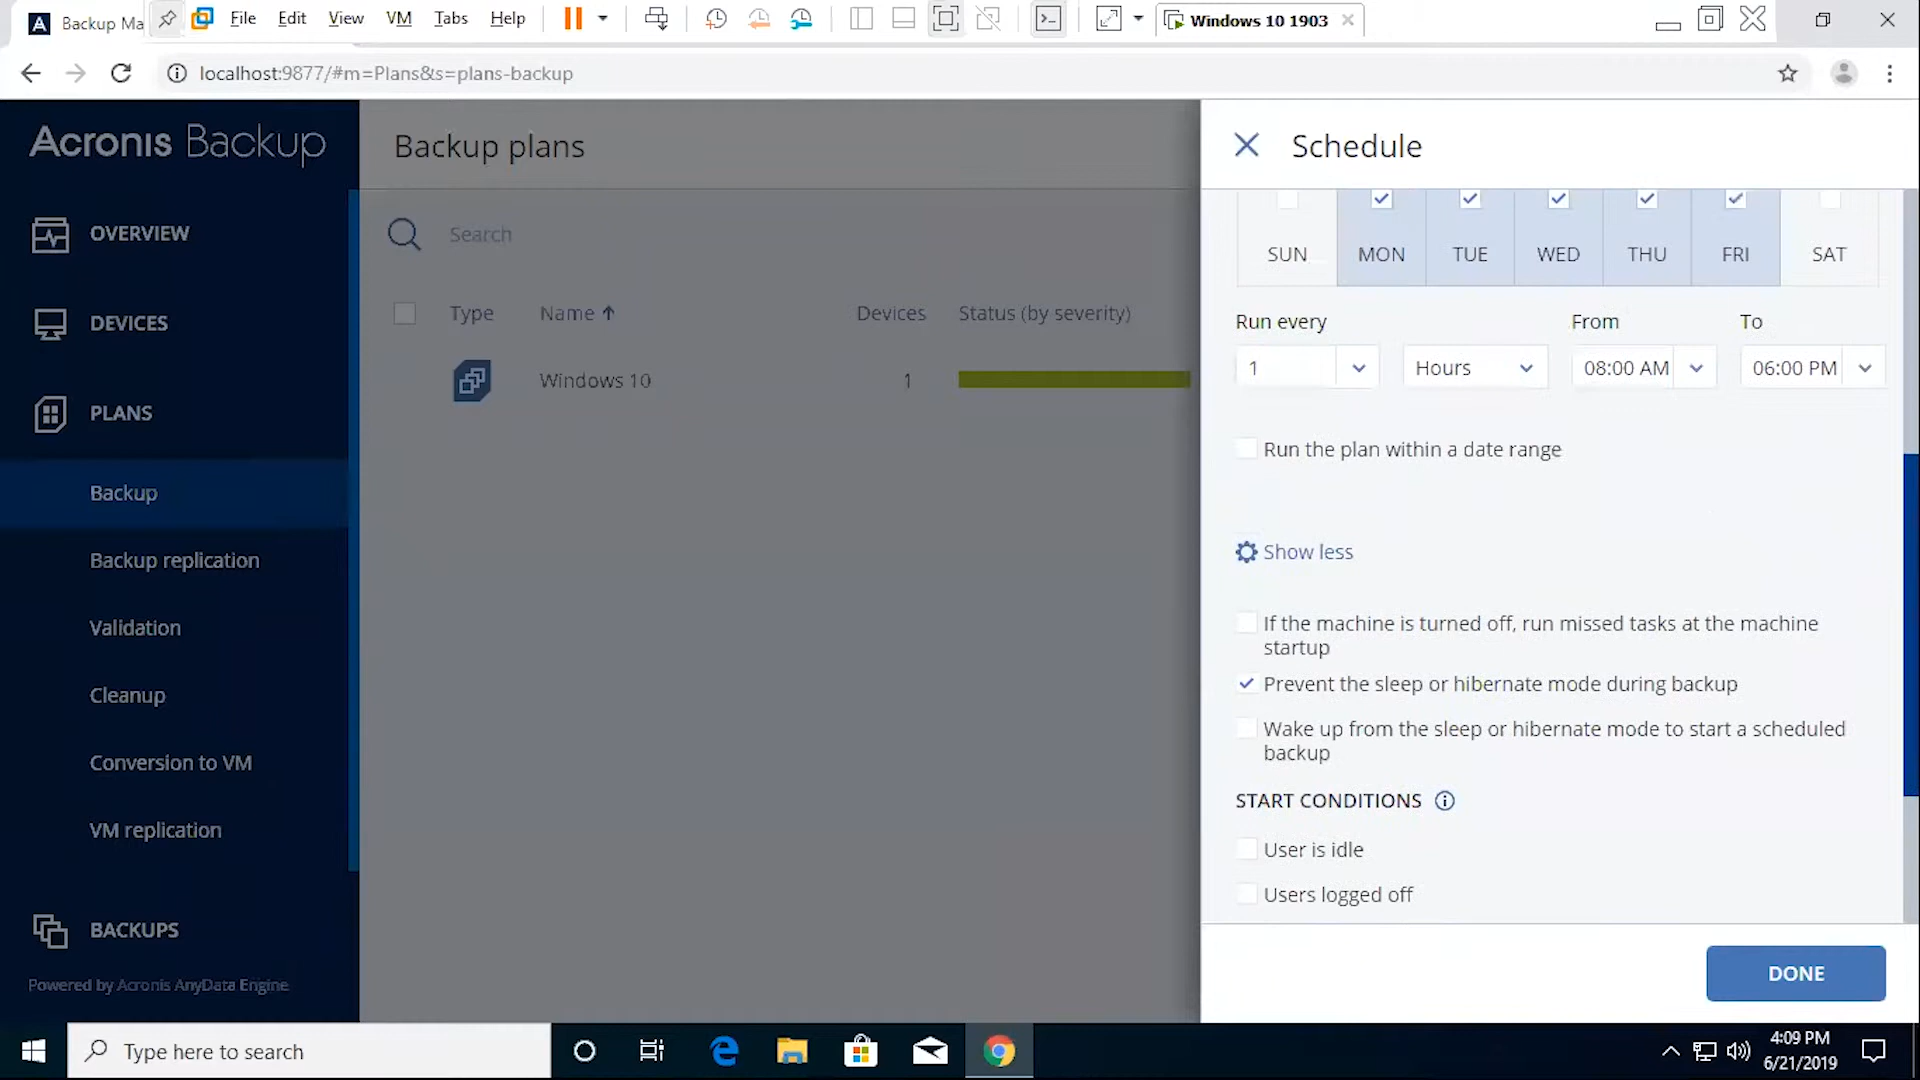 Backup Ma
File Edit View VM Tabs Help
Windows 10 1903
localhost:9877/#m=Plans&s=plans-backup
Acronis Backup
OVERVIEW
DEVICES
PLANS
Backup
Backup replication
Validation
Cleanup
Conversion to VM
VM replication
BACKUPS
Powered by Acronis AnyData Engine
Backup plans
Search
Type Name Devices Status (by severity)
Windows 10 1
Schedule
SUN MON TUE WED THU FRI SAT
Run every From To
1 Hours 08:00 AM 06:00 PM
Run the plan within a date range
Show less
If the machine is turned off, run missed tasks at the machine
startup
Prevent the sleep or hibernate mode during backup
Wake up from the sleep or hibernate mode to start a scheduled
backup
START CONDITIONS
User is idle
Users logged off
DONE
Type here to search
4:09 PM
6/21/2019